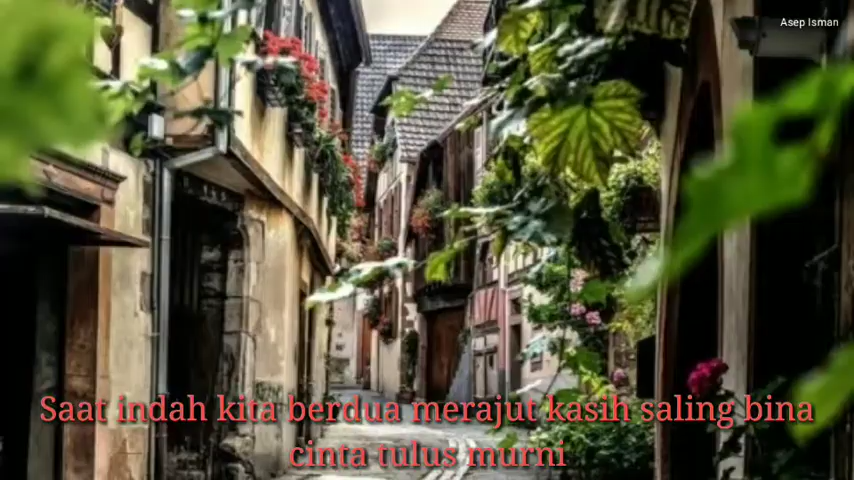 Asep Isman
Saat indah kita berdua merajut kasih saling bina
cinta tulus murni